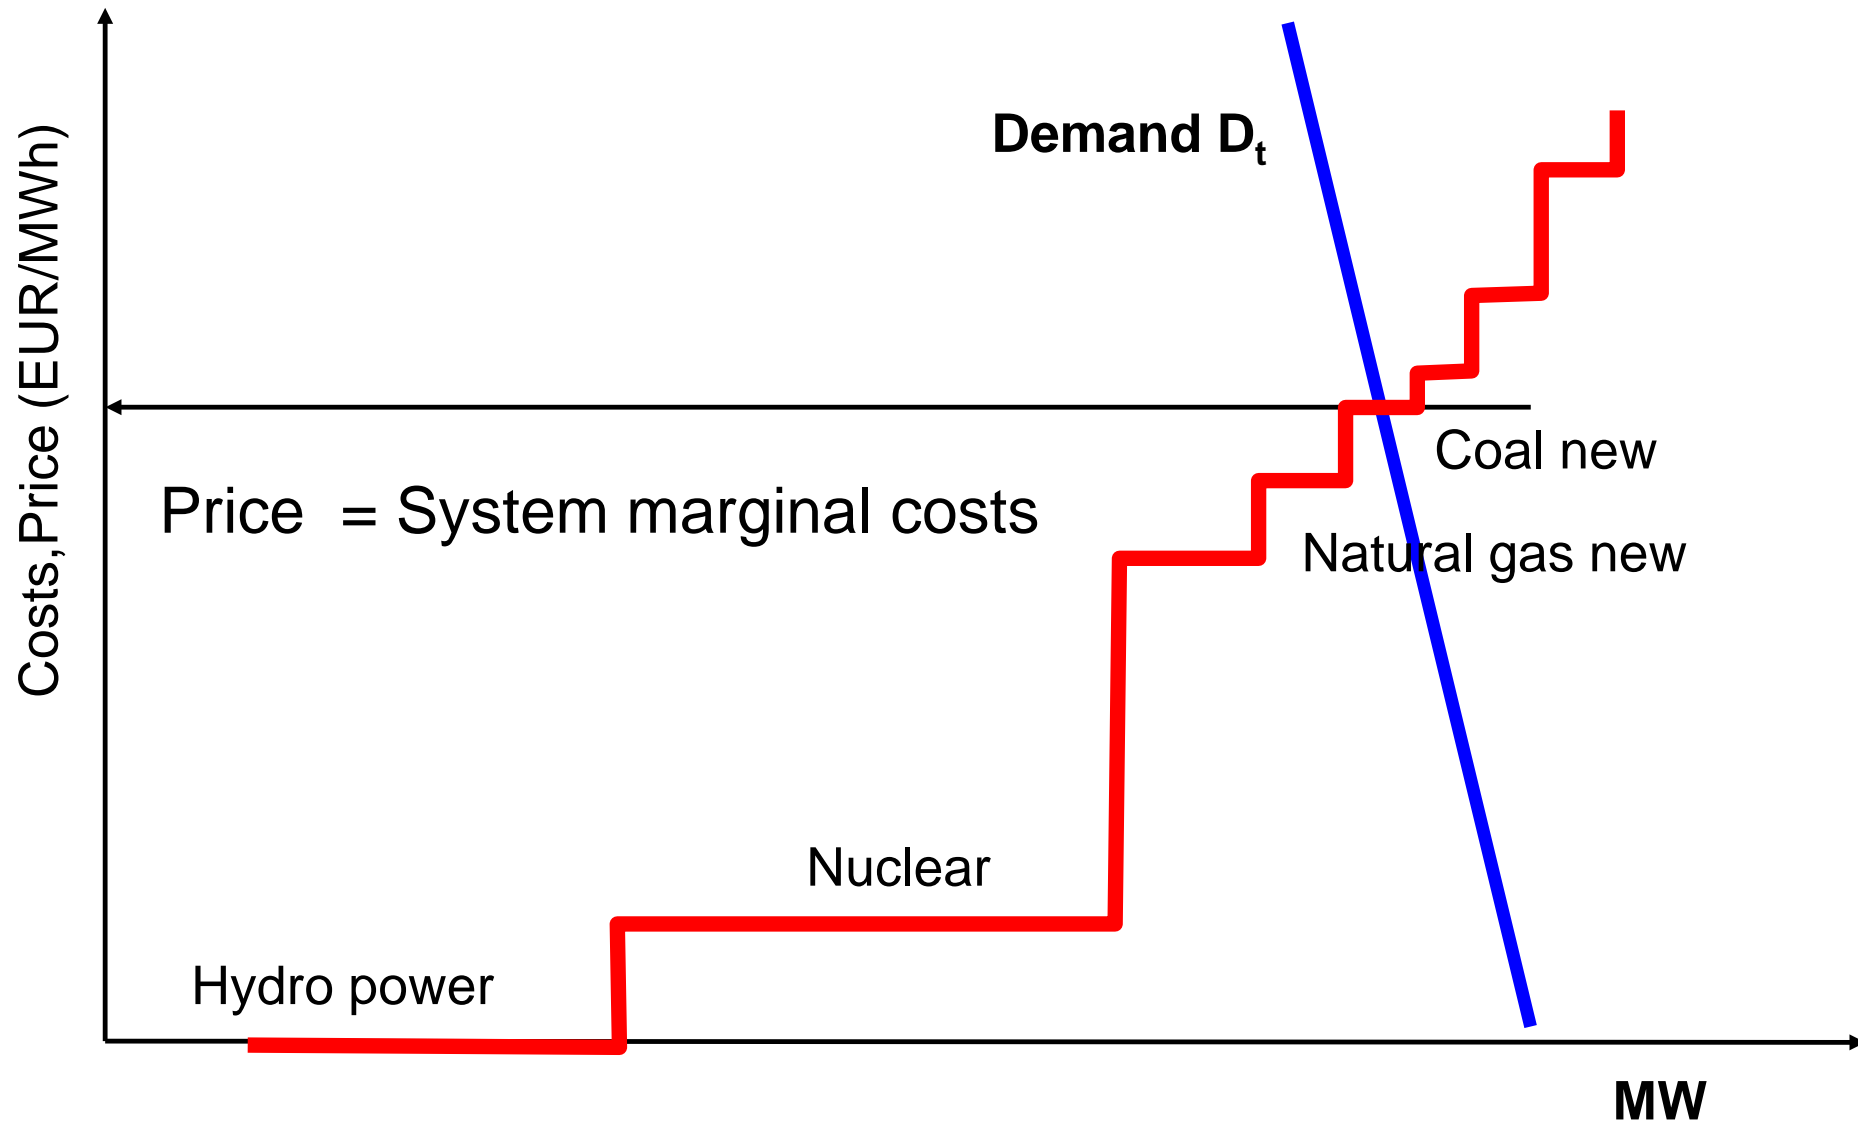 Costs,Price (EUR/MWh)
Demand Dt
Coal new
Price = System marginal costs
Natural gas new
Nuclear
Hydro power
MW